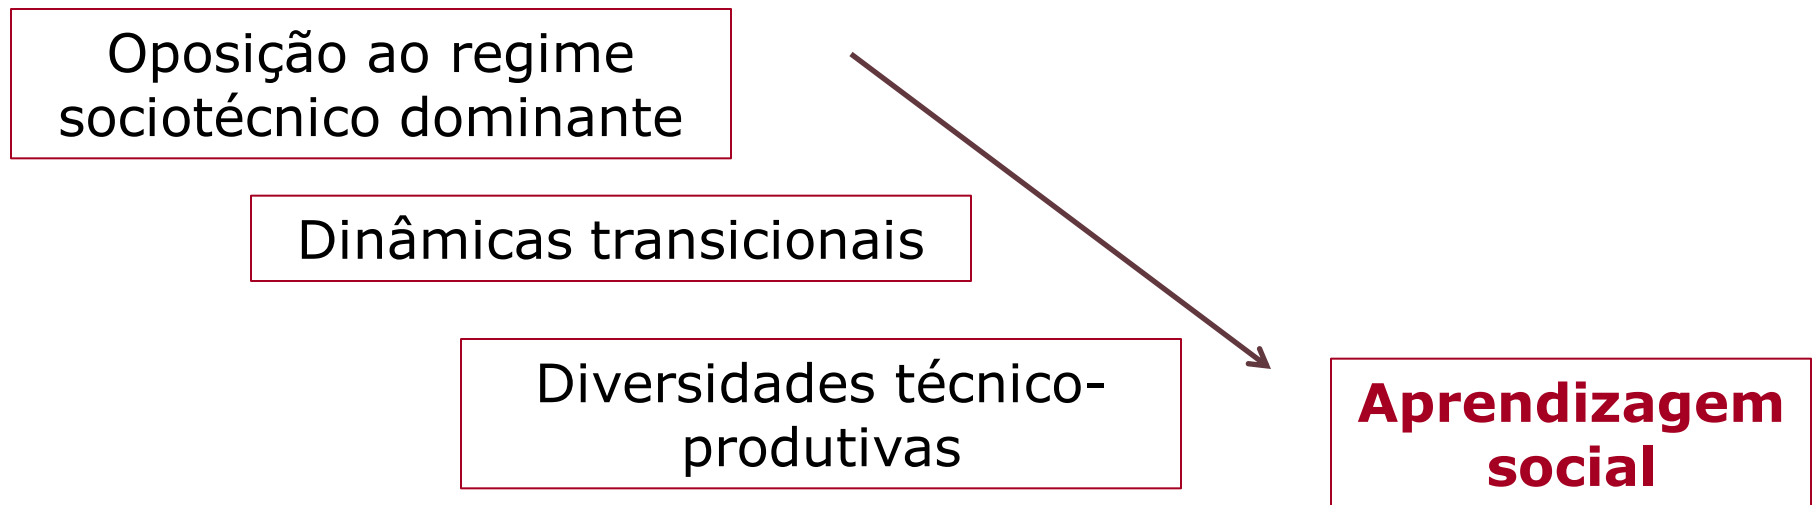 Oposição ao regime
sociotécnico dominante
Dinâmicas transicionais
Diversidades técnico-
produtivas
Aprendizagem
social